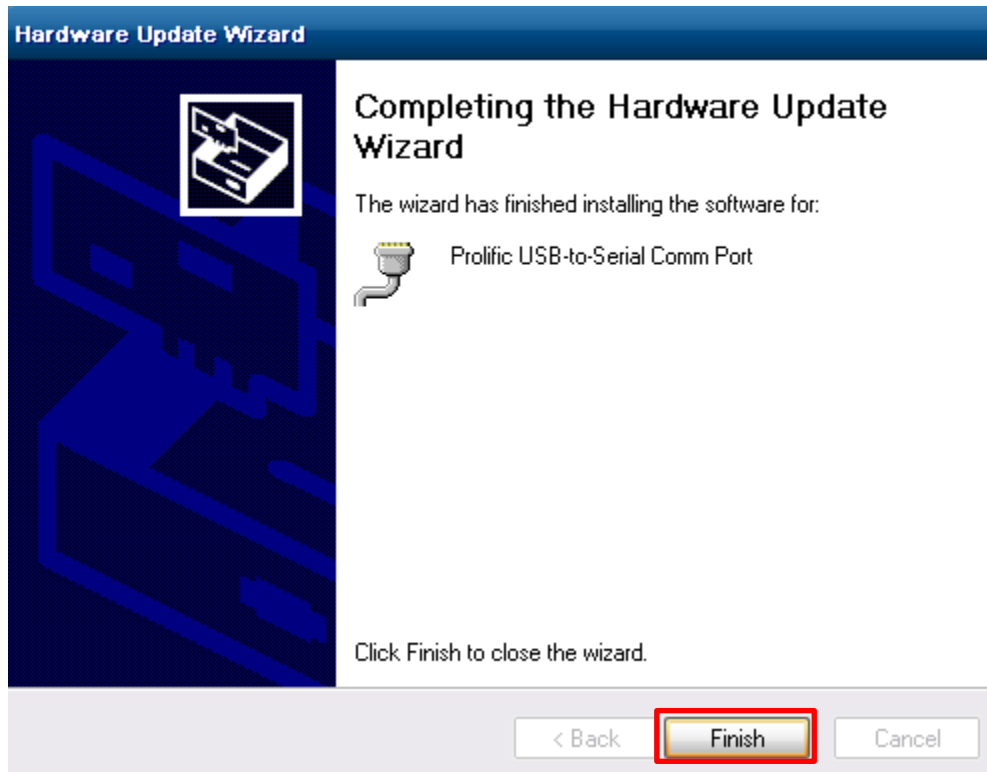 Hardware Update Wizard
Completing the Hardware Update
Wizard
The wizard has finished installing the software for:
Prolific USB-to-Serial Comm Port
Click Finish to close the wizard.
< Back
Finish
Cancel